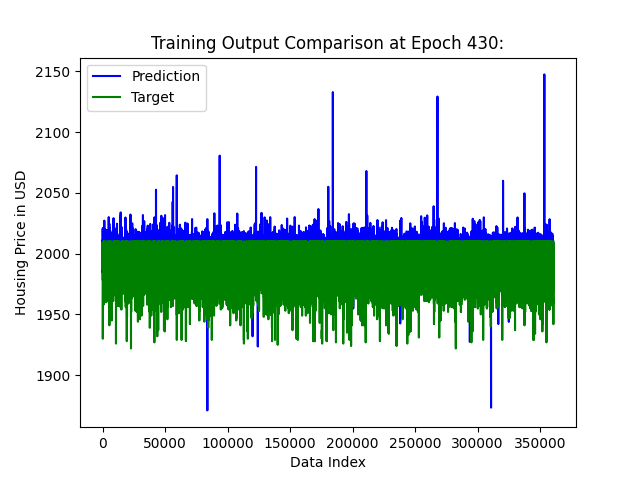 Training Output Comparison at Epoch 430:
Prediction
Target
Housing Price in USD
2150
2100
2050
2000
1950
1900
0 50000 100000 150000 200000 250000 300000 350000
Data Index